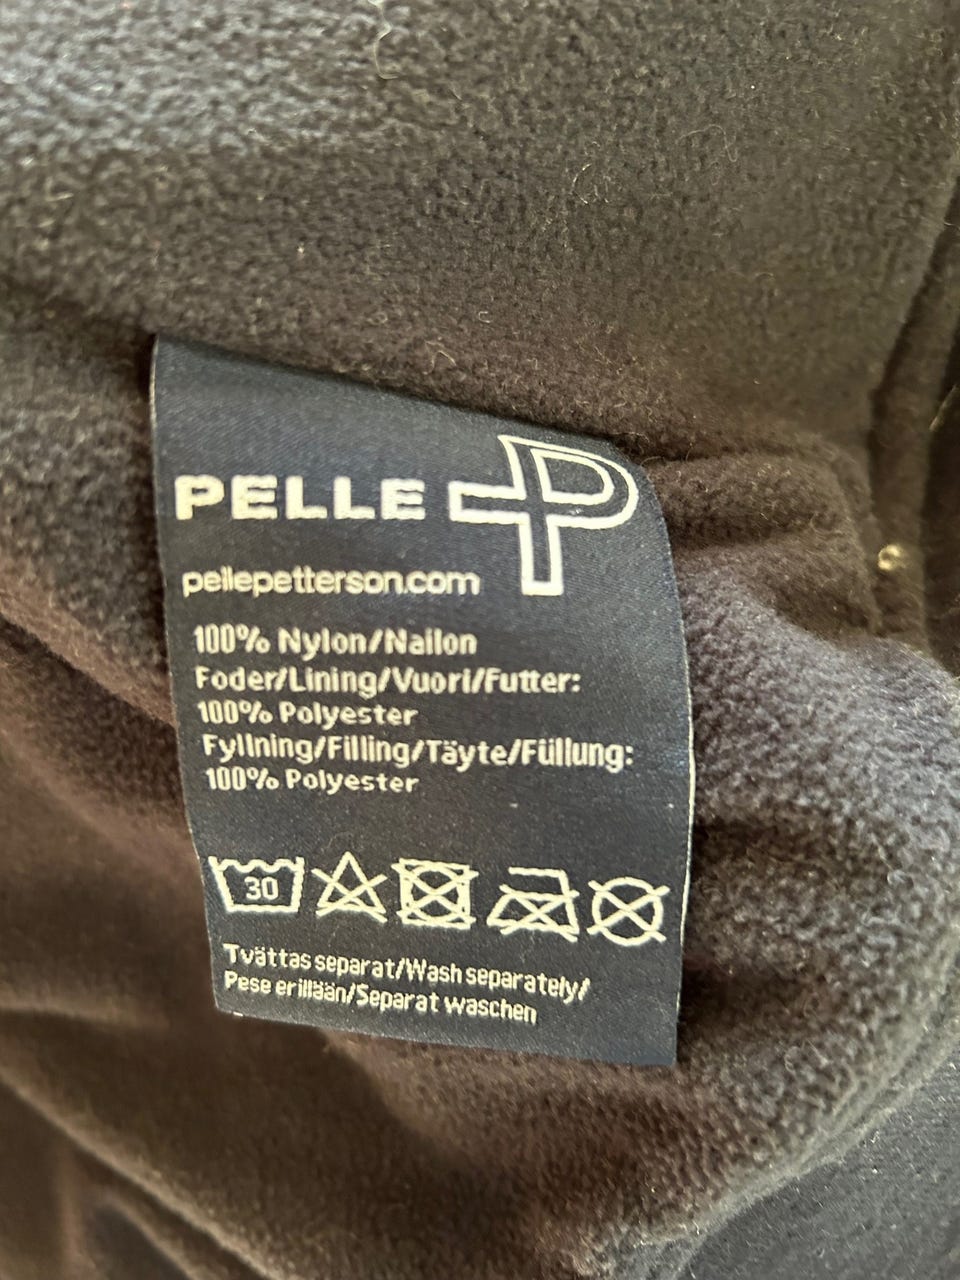 PELLE P
pellepetterson.com
100% Nylon/Nailon
Foder/Lining/Vuori/Futter:
100% Polyester
Fyllning/Filling/Täyte/Füllung:
100% Polyester
30
Tvättas separat/Wash separately/
Pese erillään/Separat waschen